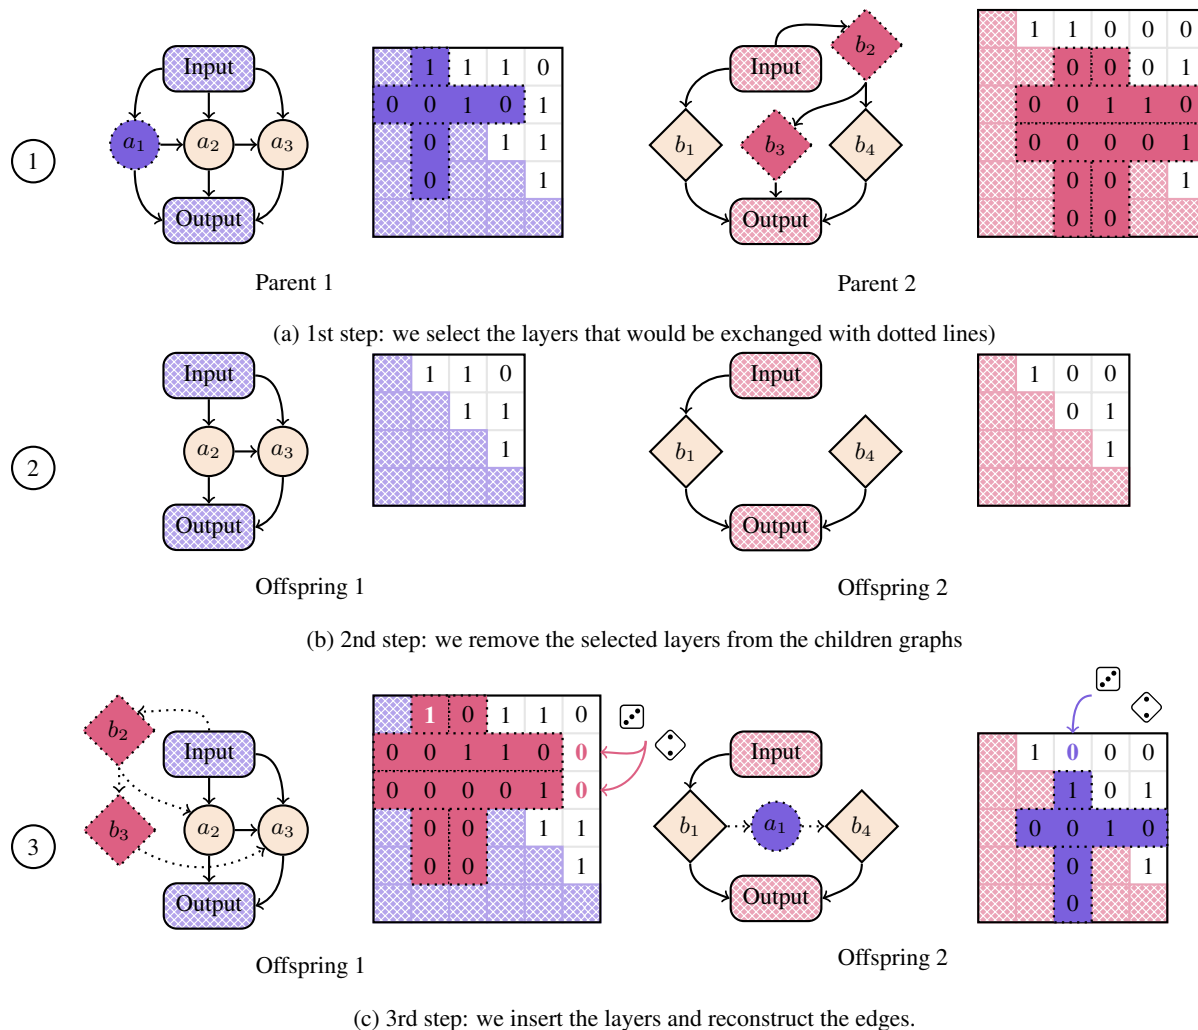 Input
1 1 1 0
0 0 1 0 1
a1 a2 a3
0 1 1
0 1
Output
Parent 1
1
b2
Input
1 1 0 0 0
0 0 0 1
0 0 1 1 0
b1 b3 b4
0 0 0 0 1
0 0 1
0 0
Output
Parent 2
(a) 1st step: we select the layers that would be exchanged with dotted lines)
Input
1 1 0
1 1
a2 a3
1
Output
Offspring 1
2
Input
1 0 0
0 1
b1 b4
1
Output
Offspring 2
(b) 2nd step: we remove the selected layers from the children graphs
b2
Input
1 0 1 1 0
0 0 1 1 0 0
0 0 0 0 1 0
b3 a2 a3
0 0 1 1
0 0 1
Output
Offspring 1
3
Input
1 0 0 0
1 0 1
b1 a1 b4
0 0 1 0
0 1
0
Output
Offspring 2
(c) 3rd step: we insert the layers and reconstruct the edges.